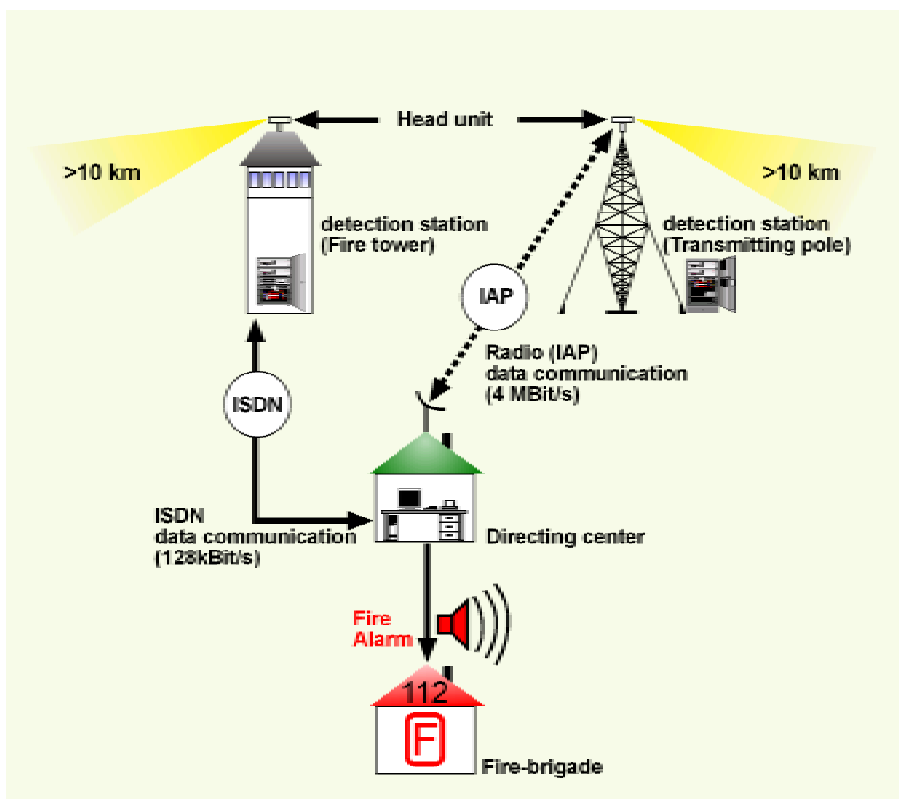 Head unit
>10 km
>10 km
detection station
(Fire tower)
detection station
(Transmitting pole)
IAP
Radio (IAP)
data communication
(4 MBit/s)
ISDN
ISDN
data communication
(128kBit/s)
Directing center
Fire
Alarm
112
F
Fire-brigade